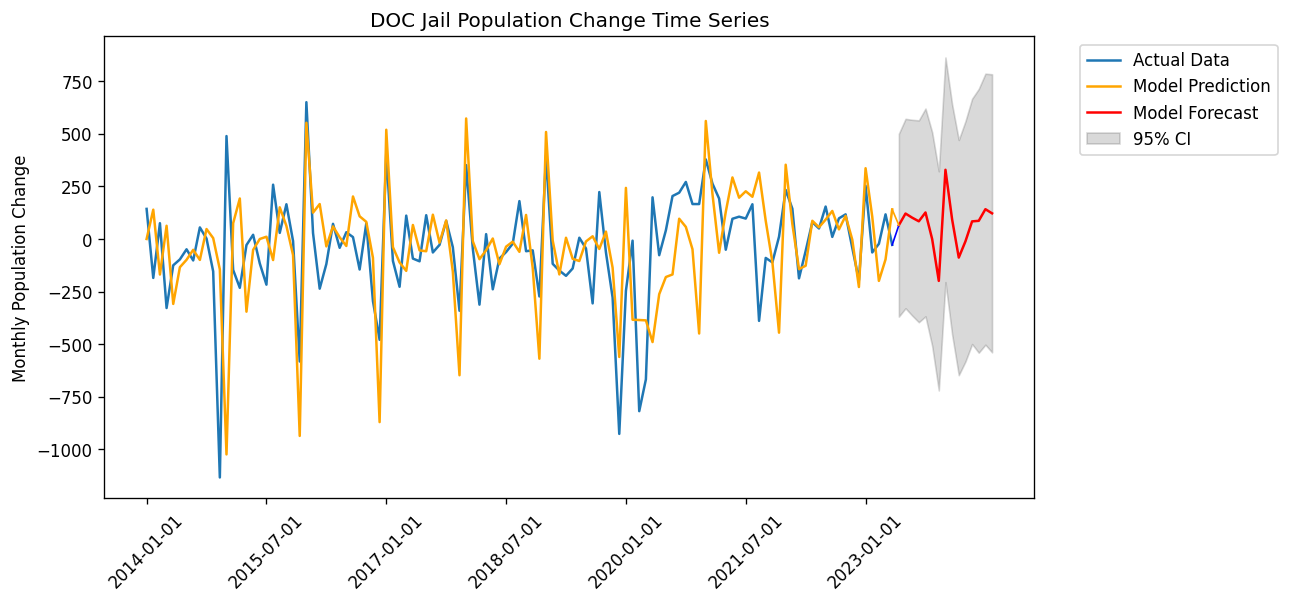 DOC Jail Population Change Time Series
Monthly Population Change
750
500
250
0
−250
−500
−750
−1000
2014-01-01
2015-07-01
2017-01-01
2018-07-01
2020-01-01
2021-07-01
2023-01-01
Actual Data
Model Prediction
Model Forecast
95% CI